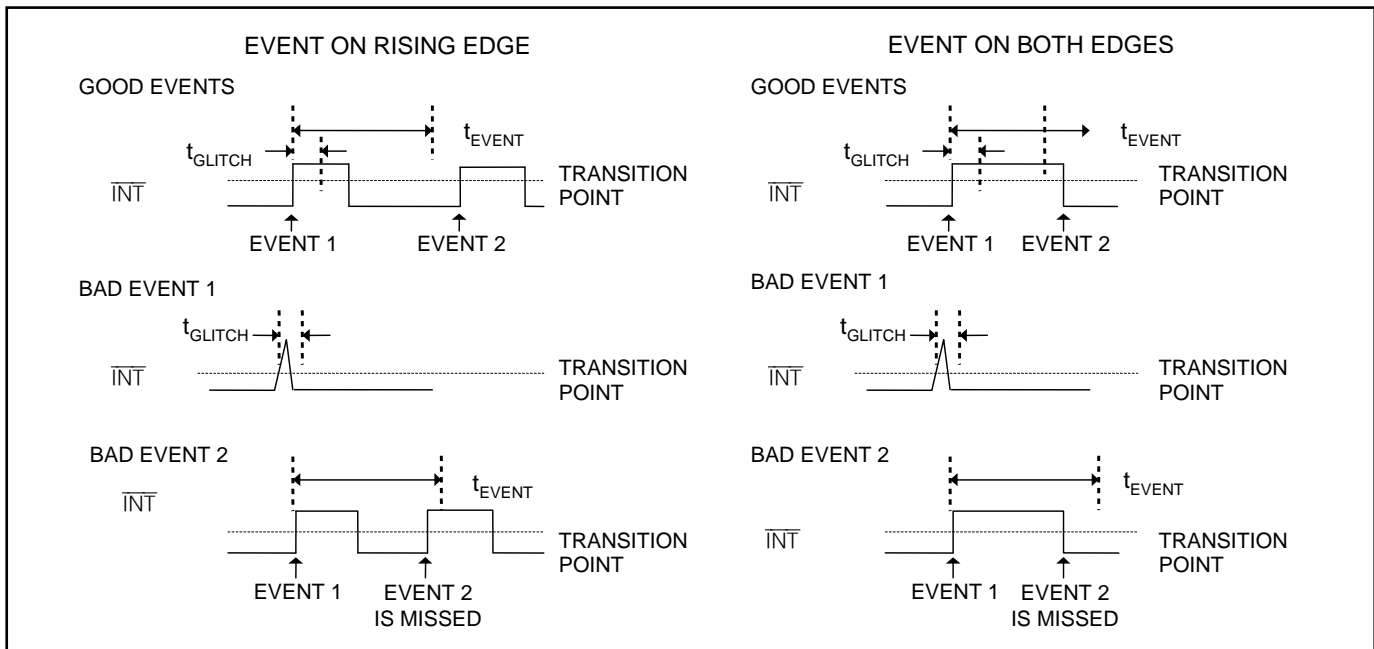 EVENT ON RISING EDGE
GOOD EVENTS
tEVENT
tGLITCH
INT
TRANSITION
POINT
EVENT 1
EVENT 2
BAD EVENT 1
tGLITCH
INT
TRANSITION
POINT
BAD EVENT 2
INT
tEVENT
TRANSITION
POINT
EVENT 1
EVENT 2
IS MISSED
EVENT ON BOTH EDGES
GOOD EVENTS
tEVENT
tGLITCH
INT
TRANSITION
POINT
EVENT 1
EVENT 2
BAD EVENT 1
tGLITCH
INT
TRANSITION
POINT
BAD EVENT 2
tEVENT
INT
TRANSITION
POINT
EVENT 1
EVENT 2
IS MISSED